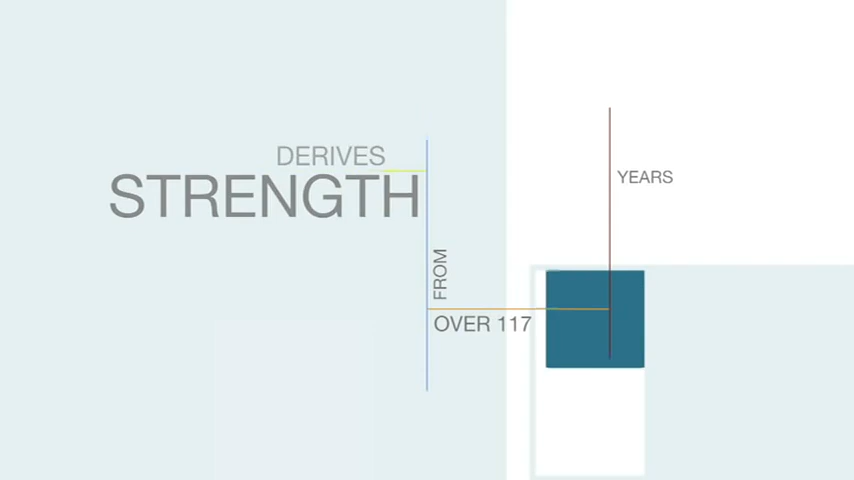 DERIVES
STRENGTH
FROM
OVER 117
YEARS